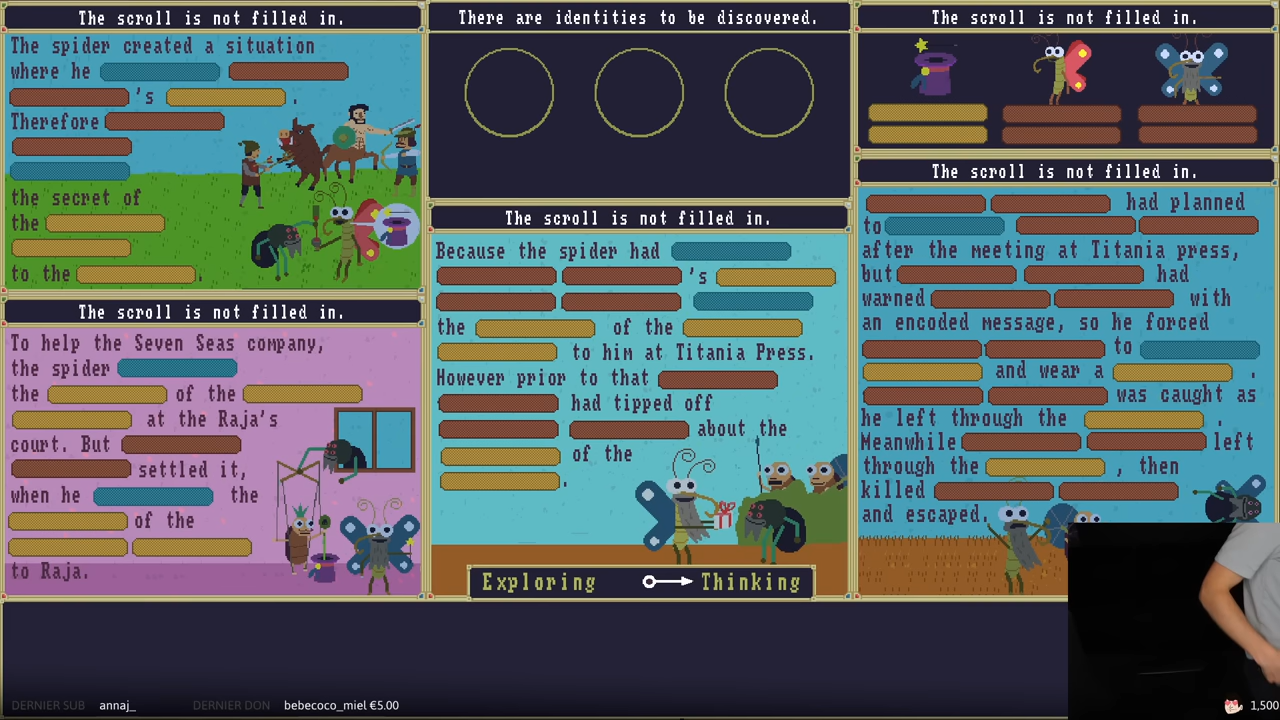 The scroll is not filled in.
The spider created a situation
where he
's .
Therefore
the secret of
the
to the .
The scroll is not filled in.
To help the Seven Seas company,
the spider
the of the
at the Raja's
court. But
settled it,
when he the
of the
to Raja.
There are identities to be discovered.
The scroll is not filled in.
Because the spider had
's
the of the
to him at Titania Press.
However prior to that
had tipped off
about the
of the
.
Exploring Thinking
The scroll is not filled in.
The scroll is not filled in.
had planned
to
after the meeting at Titania press,
but had
warned with
an encoded message, so he forced
to
and wear a .
was caught as
he left through the .
Meanwhile left
through the , then
killed
and escaped.
DERNIER SUB annaj_ DERNIER DON bebecoco_miel €5.00
1,500